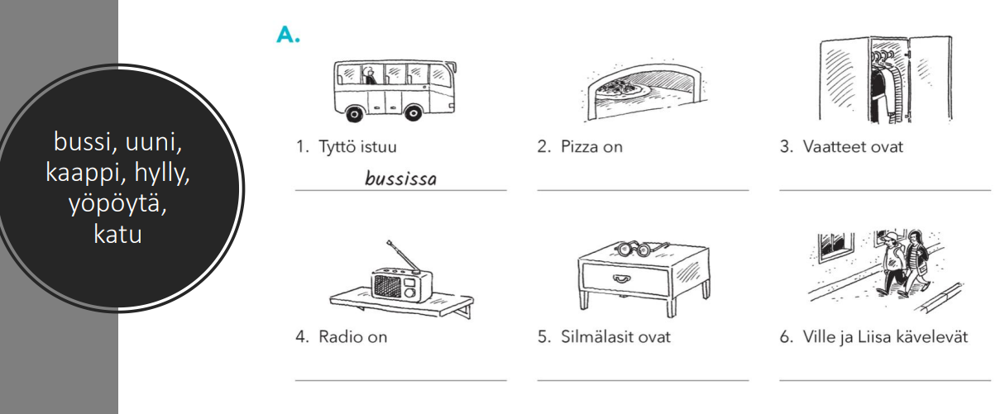 bussi, uuni,
kaappi, hylly,
yöpöytä,
katu
A.
1. Tyttö istuu
bussissa
2. Pizza on
3. Vaatteet ovat
4. Radio on
5. Silmälasit ovat
6. Ville ja Liisa kävelevät